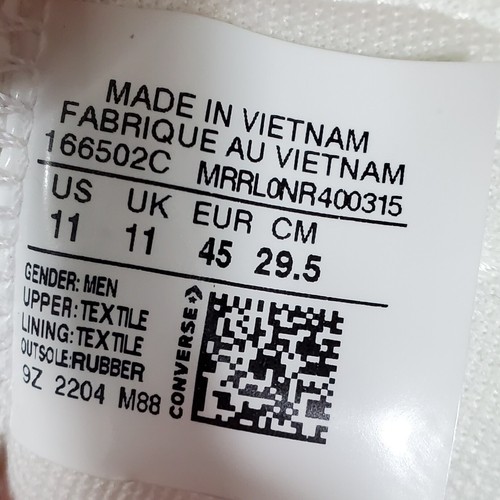 MADE IN VIETNAM
FABRIQUE AU VIETNAM
166502C MRRL0NR400315
US UK EUR CM
11 11 45 29.5
GENDER: MEN
UPPER: TEXTILE
LINING: TEXTILE
OUTSOLE:RUBBER
9Z 2204 M88
CONVERSE